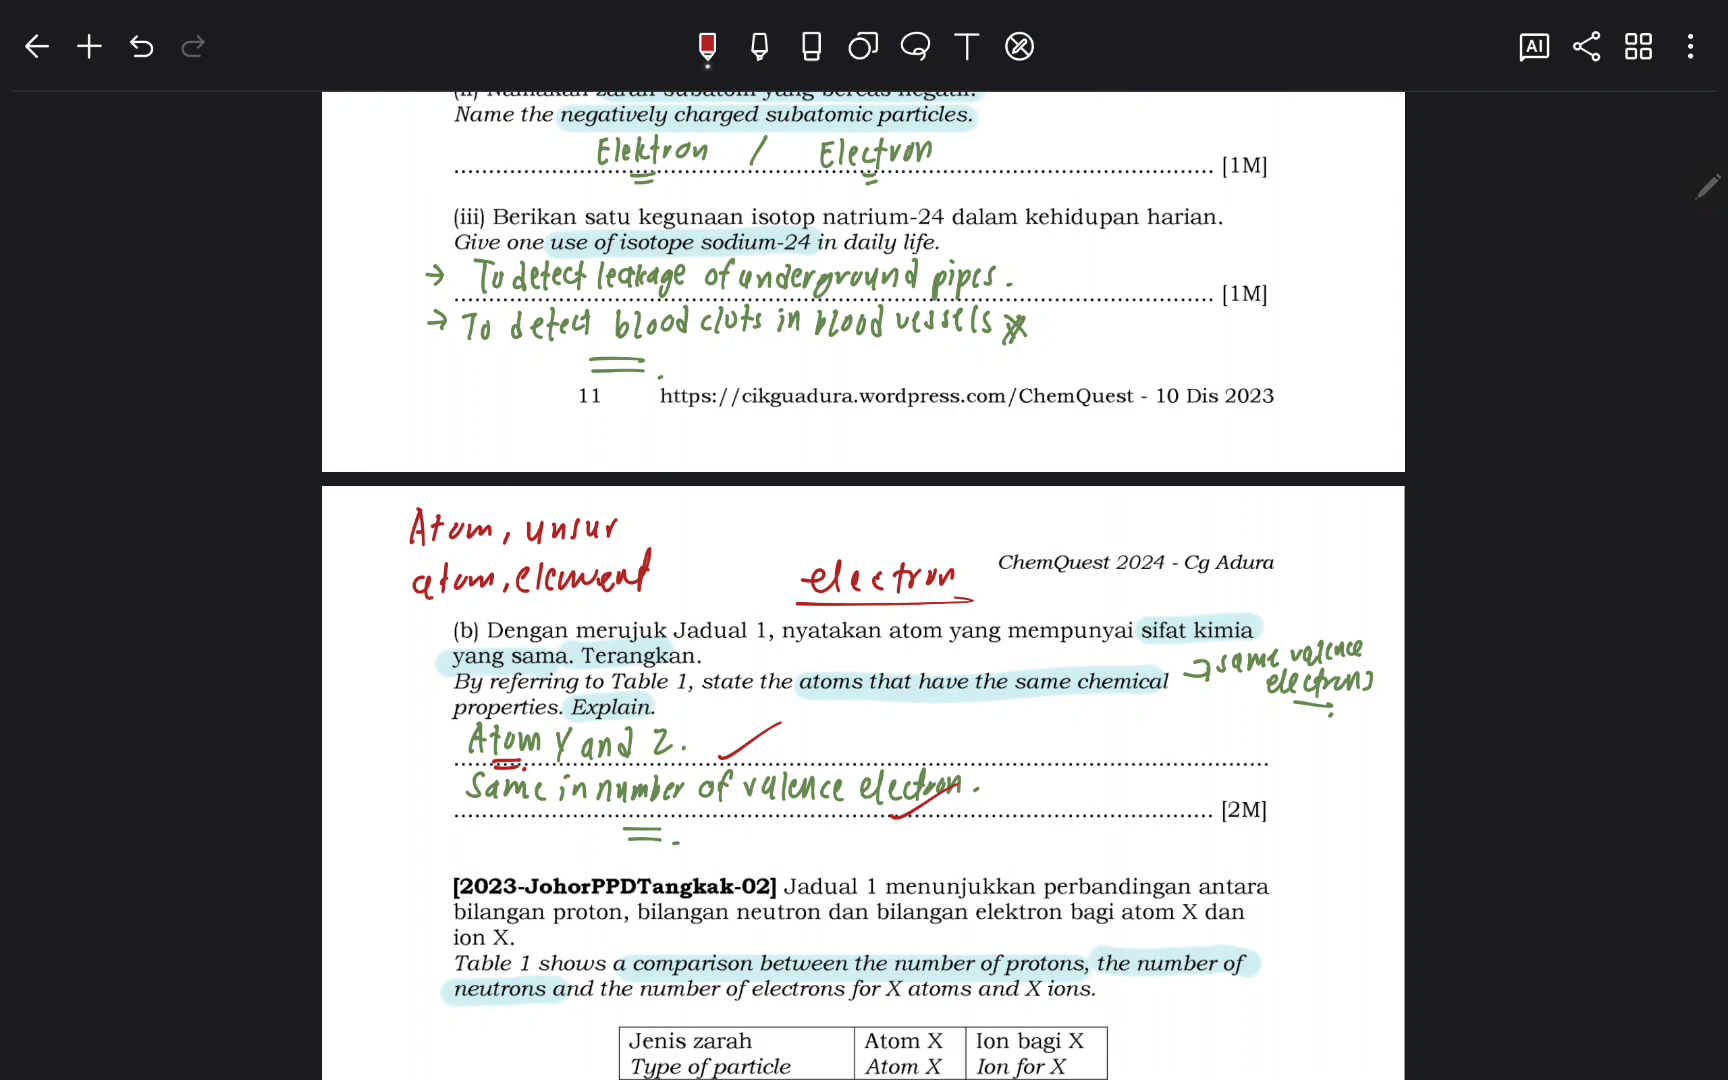 AI
(ii) Namakan zarah subatom yang bercas negatif.
Name the negatively charged subatomic particles.
Elektron / Electron
[1M]
(iii) Berikan satu kegunaan isotop natrium-24 dalam kehidupan harian.
Give one use of isotope sodium-24 in daily life.
→ To detect leakage of underground pipes.
[1M]
→ To detect blood clots in blood vessels
11 https://cikguadura.wordpress.com/ChemQuest - 10 Dis 2023
Atom, unsur
atom, element
electron
ChemQuest 2024 - Cg Adura
(b) Dengan merujuk Jadual 1, nyatakan atom yang mempunyai sifat kimia
yang sama. Terangkan.
By referring to Table 1, state the atoms that have the same chemical
properties. Explain.
→ same valence
electrons
Atom Y and Z.
Same in number of valence electron.
[2M]
[2023-JohorPPDTangkak-02] Jadual 1 menunjukkan perbandingan antara
bilangan proton, bilangan neutron dan bilangan elektron bagi atom X dan
ion X.
Table 1 shows a comparison between the number of protons, the number of
neutrons and the number of electrons for X atoms and X ions.
Jenis zarah Atom X Ion bagi X
Type of particle Atom X Ion for X